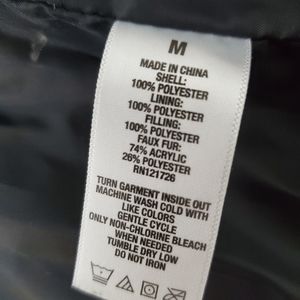 M
MADE IN CHINA
SHELL:
100% POLYESTER
LINING:
100% POLYESTER
FILLING:
100% POLYESTER
FAUX FUR:
74% ACRYLIC
26% POLYESTER
RN121726
TURN GARMENT INSIDE OUT
MACHINE WASH COLD WITH
LIKE COLORS
GENTLE CYCLE
ONLY NON-CHLORINE BLEACH
WHEN NEEDED
TUMBLE DRY LOW
DO NOT IRON